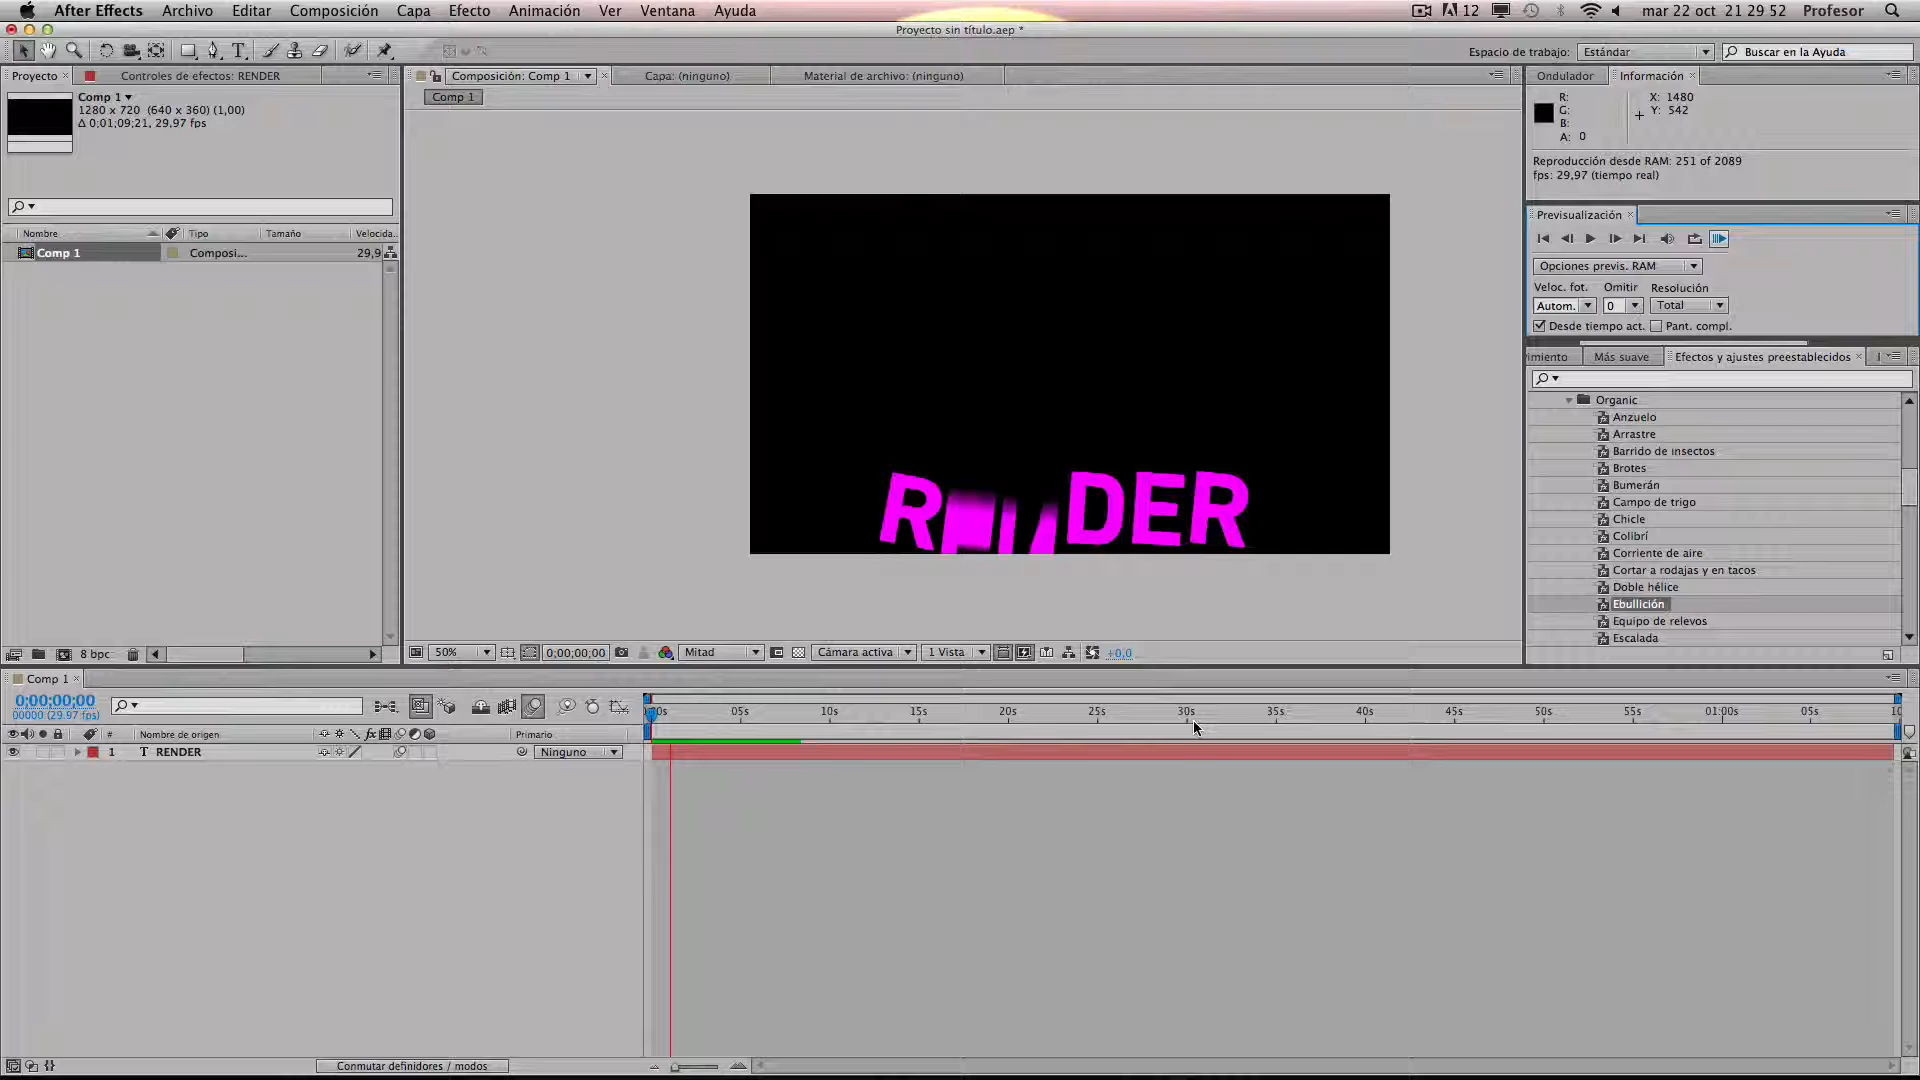 After Effects Archivo Editar Composición Capa Efecto Animación Ver Ventana Ayuda 12 mar 22 oct 21 29 52 Profesor
Proyecto sin título.aep *
Espacio de trabajo: Estándar Buscar en la Ayuda
Proyecto Controles de efectos: RENDER Composición: Comp 1 Capa: (ninguno) Material de archivo: (ninguno) Ondulador Información
Comp 1
1280 x 720 (640 x 360) (1,00)
Δ 0;01;09;21, 29,97 fps
Comp 1
R:
G:
B:
A: 0
X: 1480
Y: 542
Reproducción desde RAM: 251 of 2089
fps: 29,97 (tiempo real)
Previsualización
Opciones previs. RAM
Veloc. fot. Omitir Resolución
Autom. 0 Total
Desde tiempo act. Pant. compl.
Nombre Tipo Tamaño Velocida..
Comp 1 Composi... 29,9
RENDER
imiento Más suave Efectos y ajustes preestablecidos
Organic
Anzuelo
Arrastre
Barrido de insectos
Brotes
Bumerán
Campo de trigo
Chicle
Colibrí
Corriente de aire
Cortar a rodajas y en tacos
Doble hélice
Ebullición
Equipo de relevos
Escalada
8 bpc
50% 0;00;00;00 Mitad Cámara activa 1 Vista +0,0
Comp 1
0;00;00;00
00000 (29.97 fps)
0s 05s 10s 15s 20s 25s 30s 35s 40s 45s 50s 55s 01:00s 05s 10
# Nombre de origen fx Primario
1 T RENDER Ninguno
Conmutar definidores / modos